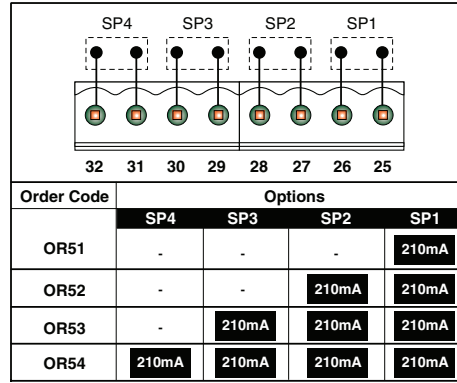 SP4 SP3 SP2 SP1
32 31 30 29 28 27 26 25
Order Code Options
SP4 SP3 SP2 SP1
OR51 - - - 210mA
OR52 - - 210mA 210mA
OR53 - 210mA 210mA 210mA
OR54 210mA 210mA 210mA 210mA